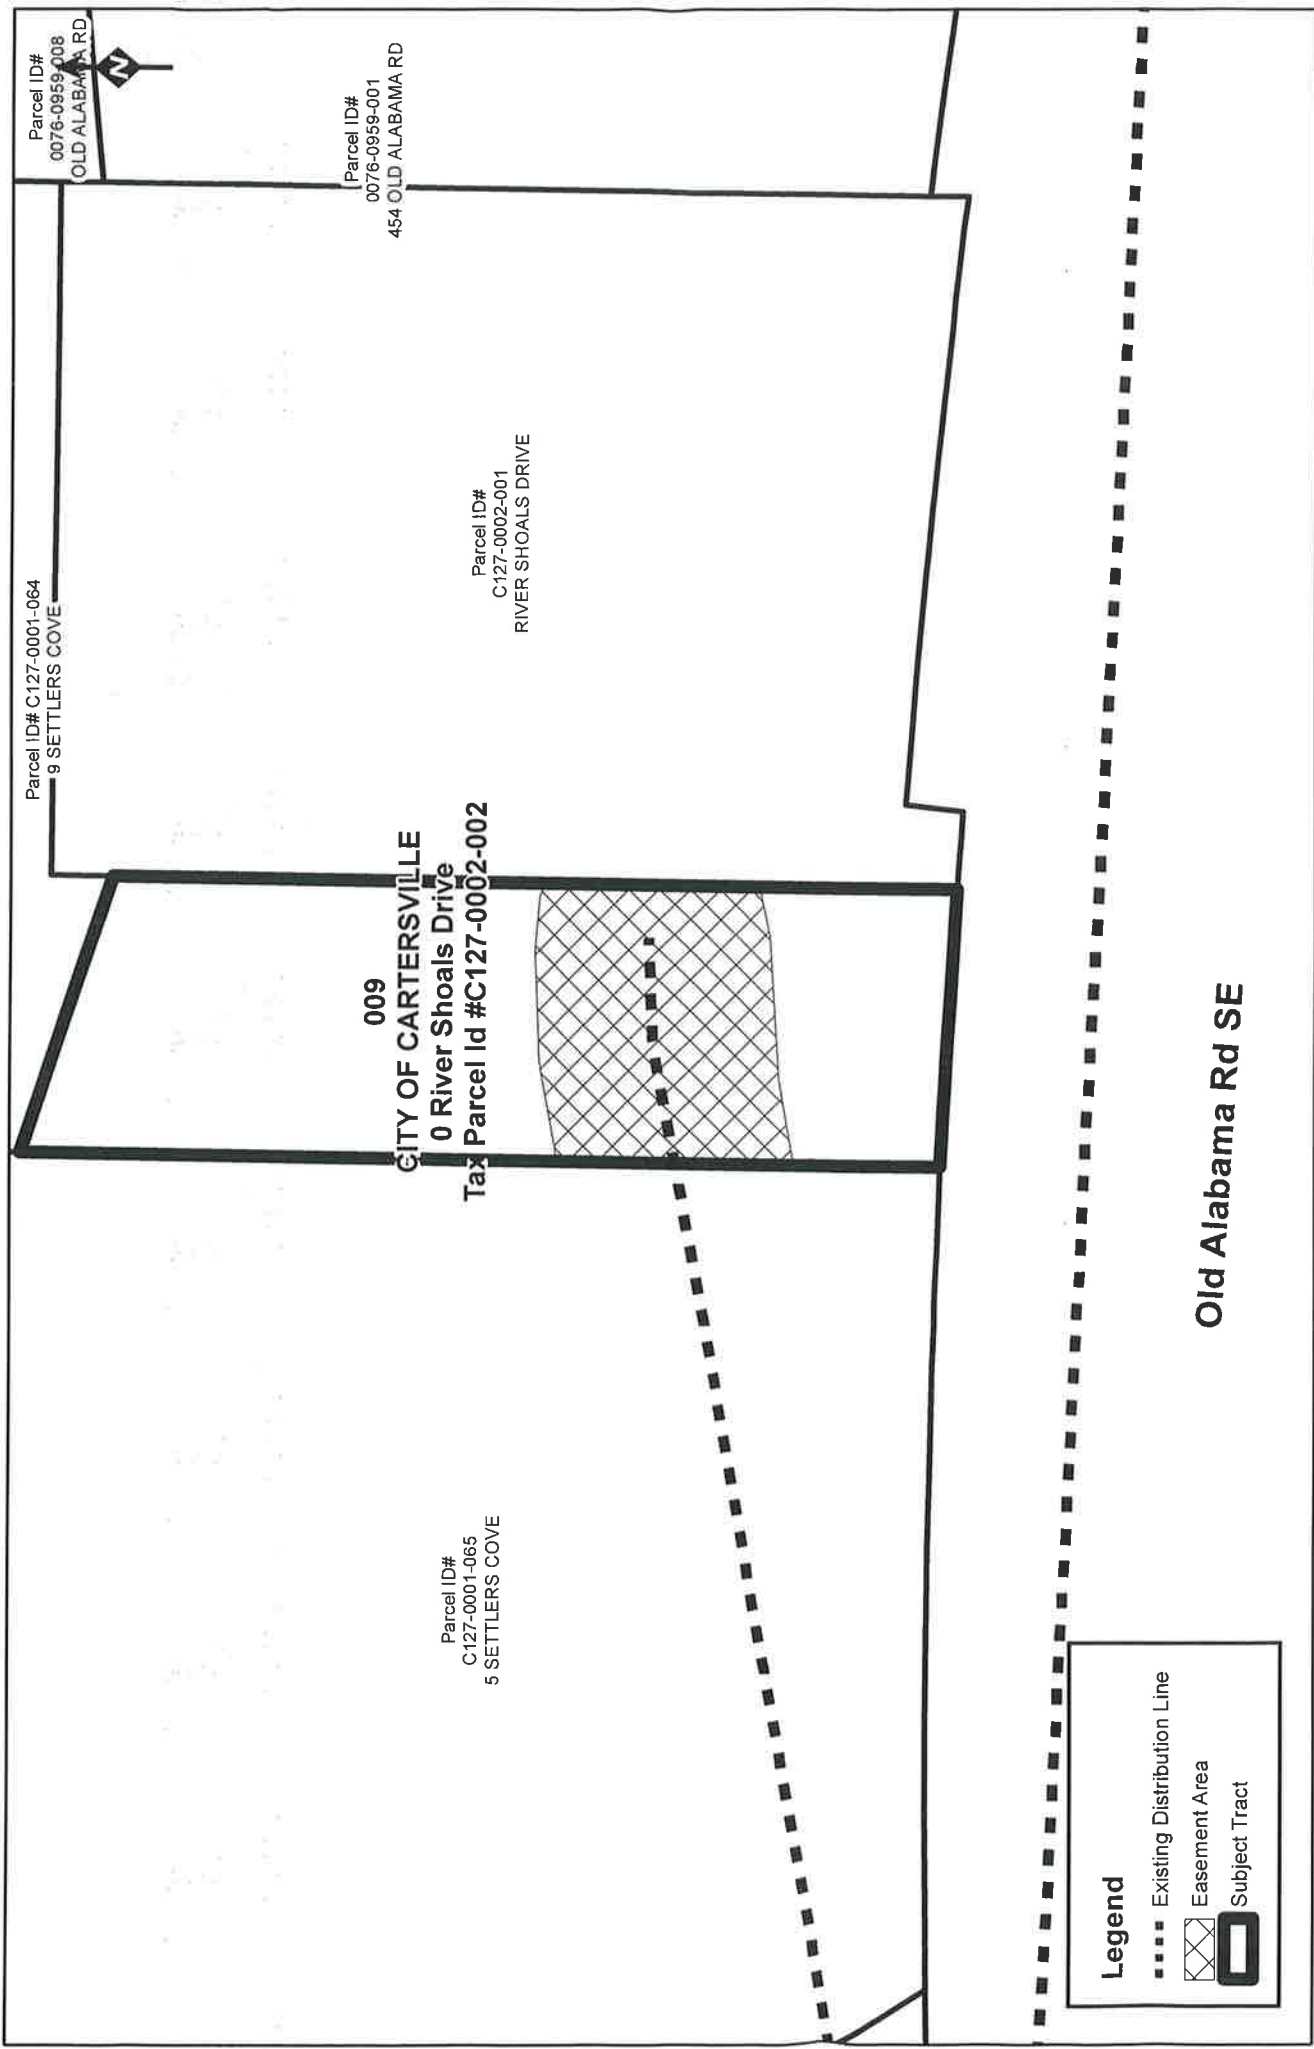 Parcel ID# C127-0001-064
9 SETTLERS COVE
Parcel ID#
0076-0959-008
OLD ALABAMA RD
N
Parcel ID#
0076-0959-001
454 OLD ALABAMA RD
009
CITY OF CARTERSVILLE
0 River Shoals Drive
Tax Parcel Id #C127-0002-002
Parcel ID#
C127-0001-065
5 SETTLERS COVE
Parcel ID#
C127-0002-001
RIVER SHOALS DRIVE
Old Alabama Rd SE
Legend
Existing Distribution Line
Easement Area
Subject Tract